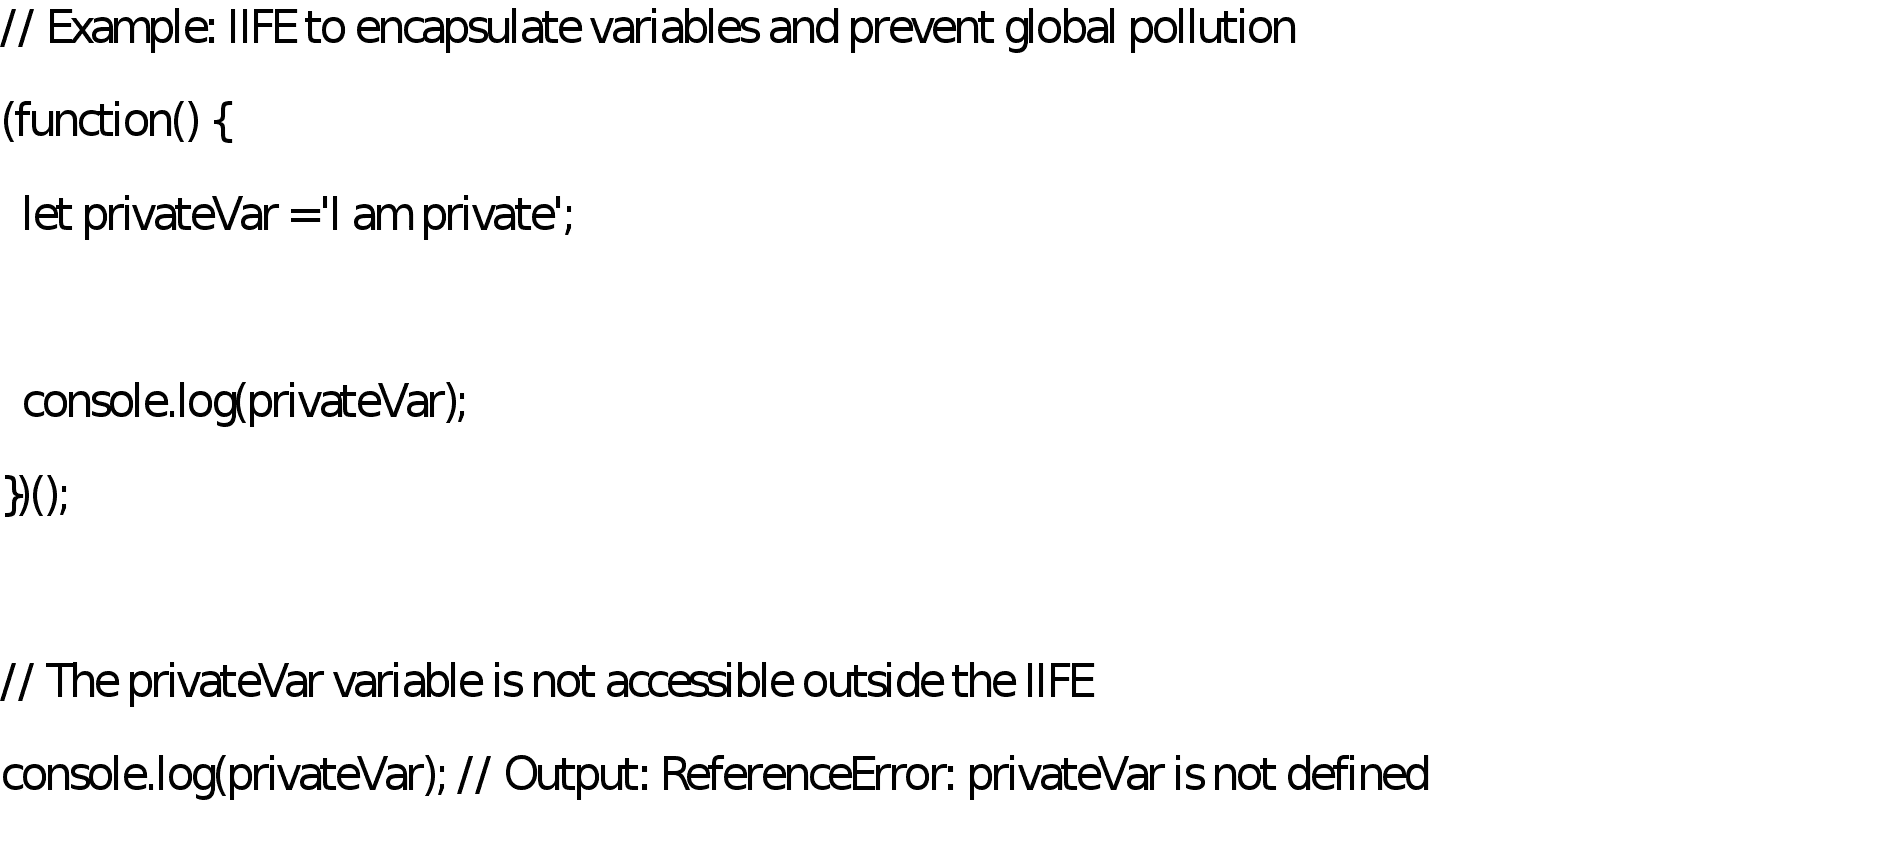 // Example: IIFE to encapsulate variables and prevent global pollution
(function() {
  let privateVar ='I am private';
  console.log(privateVar);
})();
// The privateVar variable is not accessible outside the IIFE
console.log(privateVar); // Output: ReferenceError: privateVar is not defined